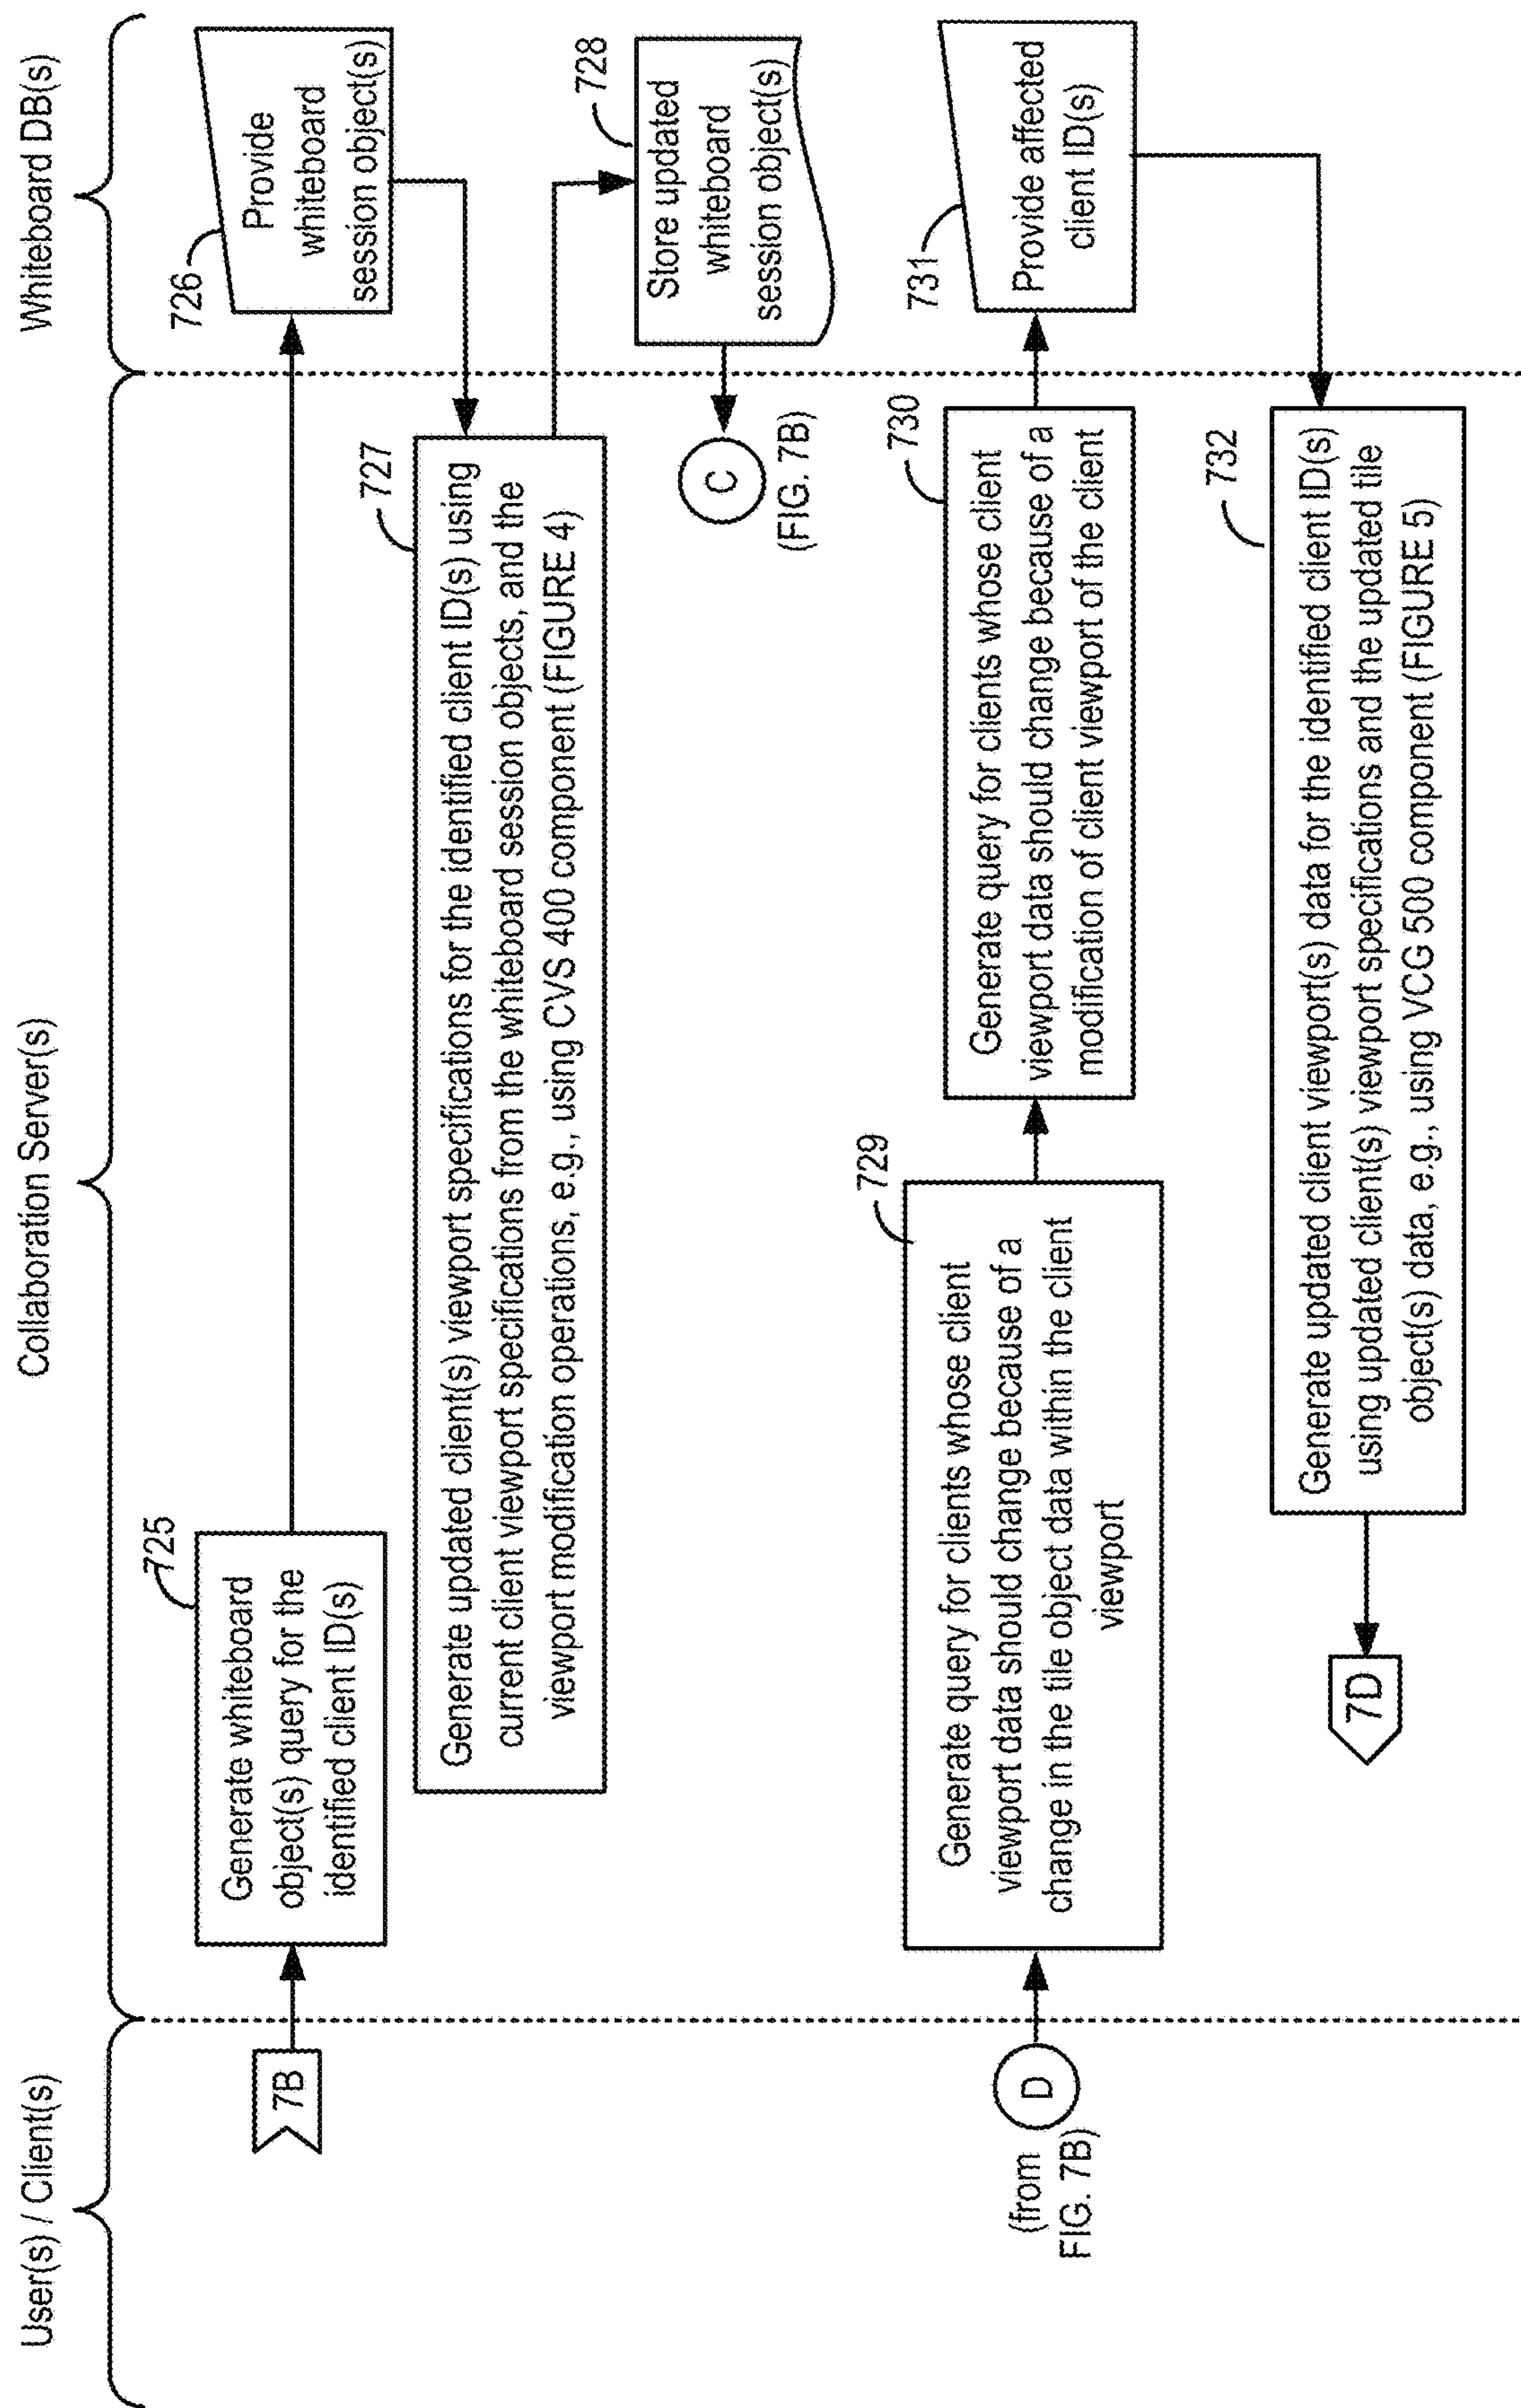 User(s) / Client(s)
Collaboration Server(s)
Whiteboard DB(s)
7B
725
Generate whiteboard
object(s) query for the
identified client ID(s)
726
Provide
whiteboard
session object(s)
727
Generate updated client(s) viewport specifications for the identified client ID(s) using
current client viewport specifications from the whiteboard session objects, and the
viewport modification operations, e.g., using CVS 400 component (FIGURE 4)
728
Store updated
whiteboard
session object(s)
C
(FIG. 7B)
(from
FIG. 7B)
D
729
Generate query for clients whose client
viewport data should change because of a
change in the tile object data within the client
viewport
730
Generate query for clients whose client
viewport data should change because of a
modification of client viewport of the client
731
Provide affected
client ID(s)
732
Generate updated client viewport(s) data for the identified client ID(s)
using updated client(s) viewport specifications and the updated tile
object(s) data, e.g., using VCG 500 component (FIGURE 5)
7D